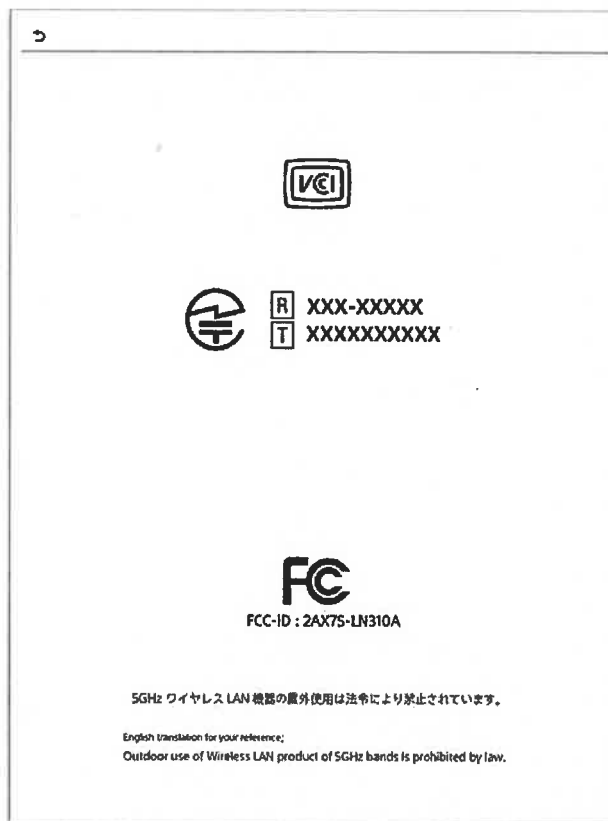 VCI
R XXX-XXXXX
T XXXXXXXXXX
FC
FCC-ID : 2AX7S-LN310A
5GHz ワイヤレス LAN 機器の屋外使用は法令により禁止されています。
English translation for your reference;
Outdoor use of Wireless LAN product of 5GHz bands is prohibited by law.